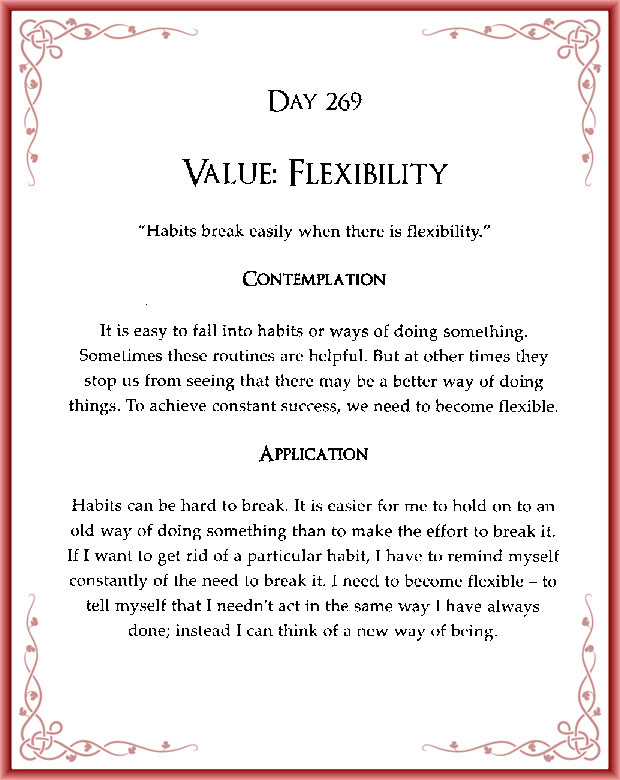 DAY 269
VALUE: FLEXIBILITY
"Habits break easily when there is flexibility."
CONTEMPLATION
It is easy to fall into habits or ways of doing something.
Sometimes these routines are helpful. But at other times they
stop us from seeing that there may be a better way of doing
things. To achieve constant success, we need to become flexible.
APPLICATION
Habits can be hard to break. It is easier for me to hold on to an
old way of doing something than to make the effort to break it.
If I want to get rid of a particular habit, I have to remind myself
constantly of the need to break it. I need to become flexible – to
tell myself that I needn't act in the same way I have always
done; instead I can think of a new way of being.